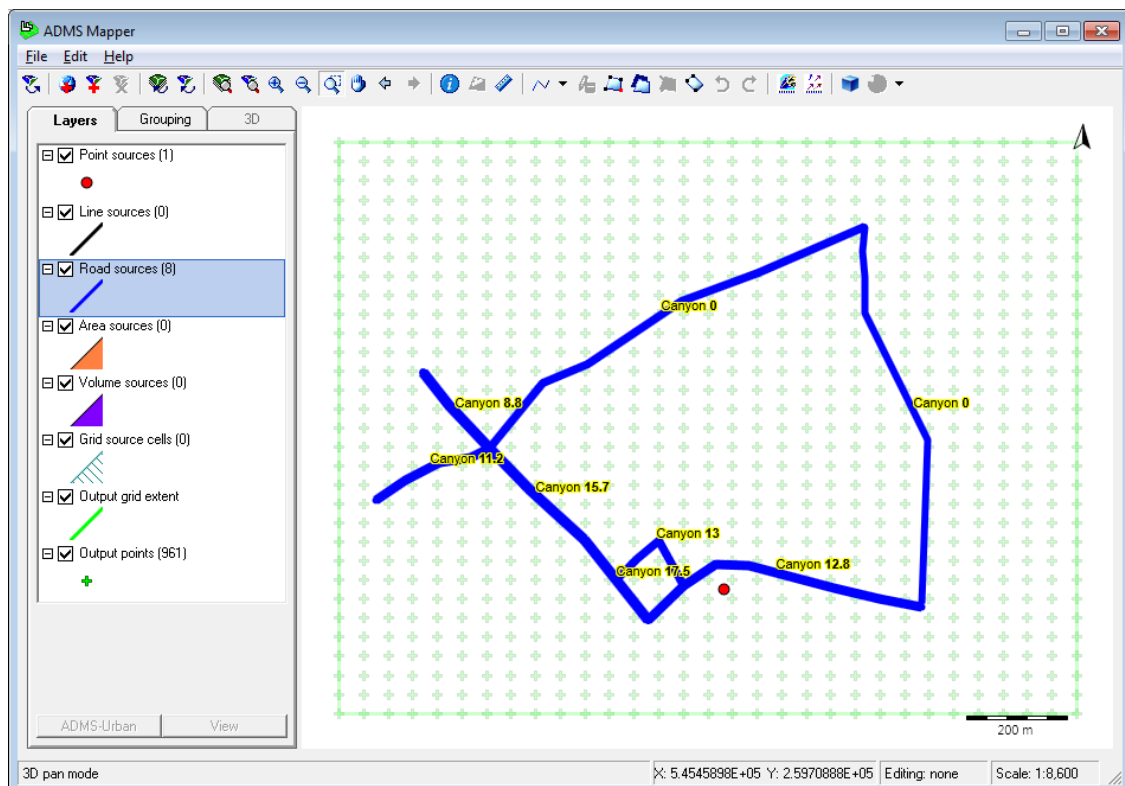 ADMS Mapper
File Edit Help
Layers Grouping 3D
Point sources (1)
Line sources (0)
Road sources (8)
Area sources (0)
Volume sources (0)
Grid source cells (0)
Output grid extent
Output points (961)
ADMS-Urban View
Canyon 0
Canyon 8.8
Canyon 0
Canyon 11.2
Canyon 15.7
Canyon 13
Canyon 17.5
Canyon 12.8
200 m
3D pan mode X: 5.4545898E+05 Y: 2.5970888E+05 Editing: none Scale: 1:8,600